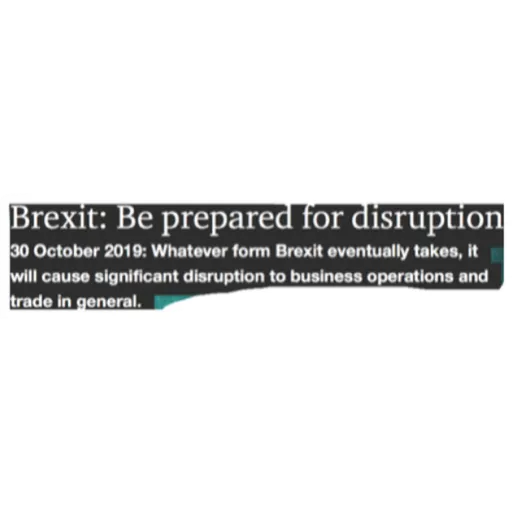 Brexit: Be prepared for disruption
30 October 2019: Whatever form Brexit eventually takes, it
will cause significant disruption to business operations and
trade in general.